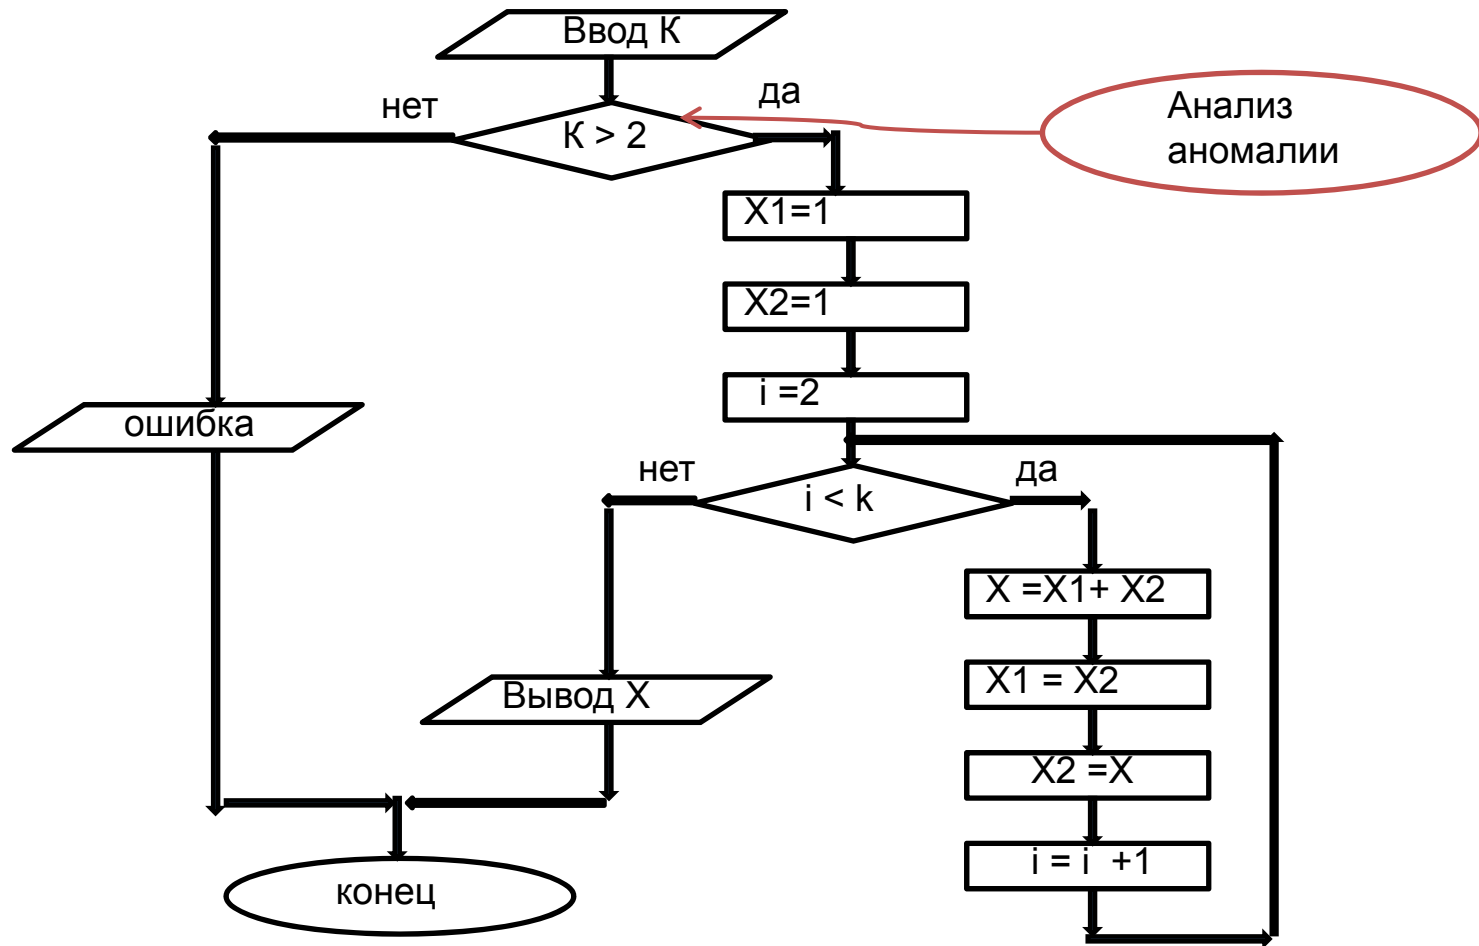 Ввод К
нет
да
К > 2
Анализ
аномалии
X1=1
X2=1
i =2
ошибка
нет
да
i < k
X =X1+ X2
X1 = X2
Вывод X
X2 =X
i = i +1
конец